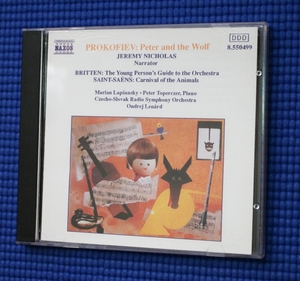 NAXOS
DDD
PROKOFIEV: Peter and the Wolf
8.550499
JEREMY NICHOLAS
Narrator
BRITTEN: The Young Person's Guide to the Orchestra
SAINT-SAËNS: Carnival of the Animals
Marian Lapšansky • Peter Toperczer, Piano
Czecho-Slovak Radio Symphony Orchestra
Ondrej Lenárd